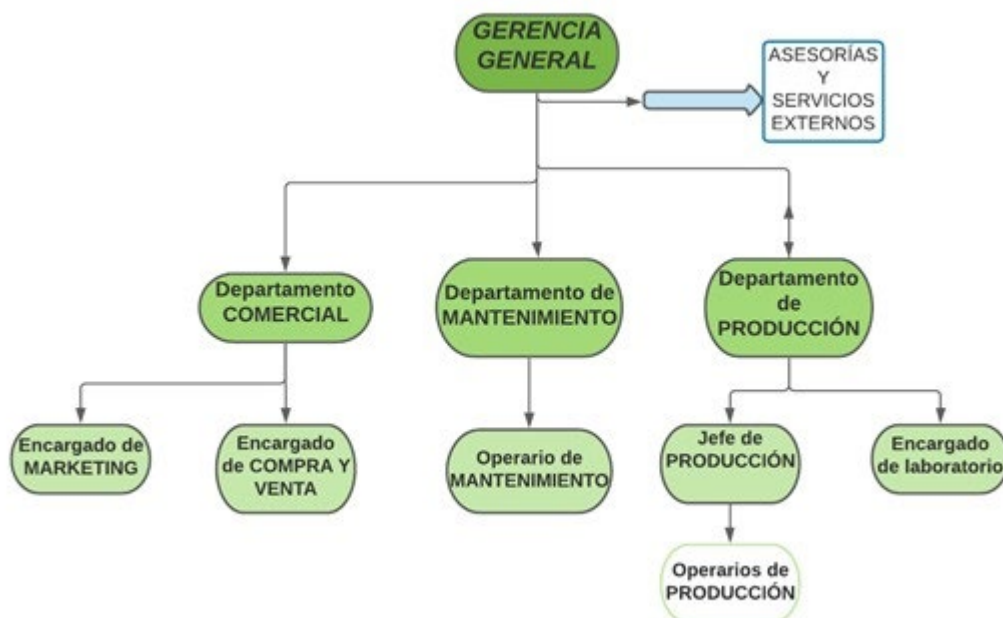 GERENCIA
GENERAL
ASESORÍAS
Y
SERVICIOS
EXTERNOS
Departamento
COMERCIAL
Departamento de
MANTENIMIENTO
Departamento
de
PRODUCCIÓN
Encargado de
MARKETING
Encargado
de COMPRA Y
VENTA
Operario de
MANTENIMIENTO
Jefe de
PRODUCCIÓN
Encargado
de laboratorio
Operarios de
PRODUCCIÓN